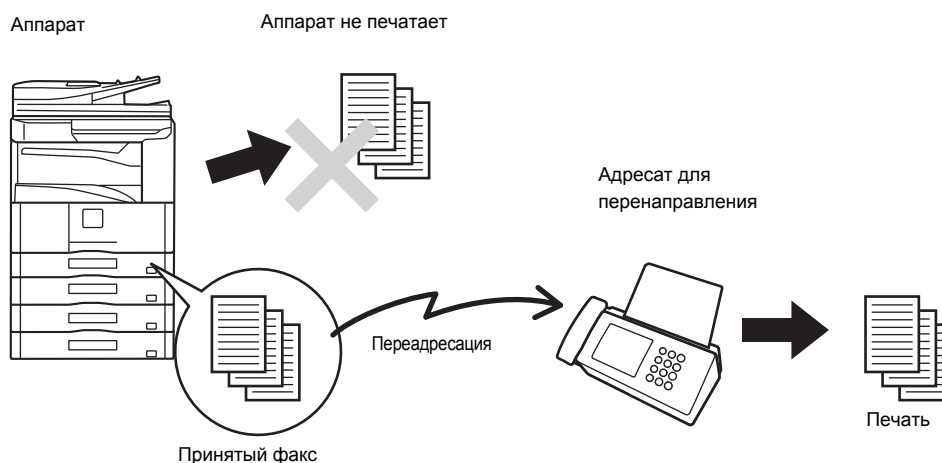 Аппарат
Аппарат не печатает
Адресат для
перенаправления
Переадресация
Печать
Принятый факс